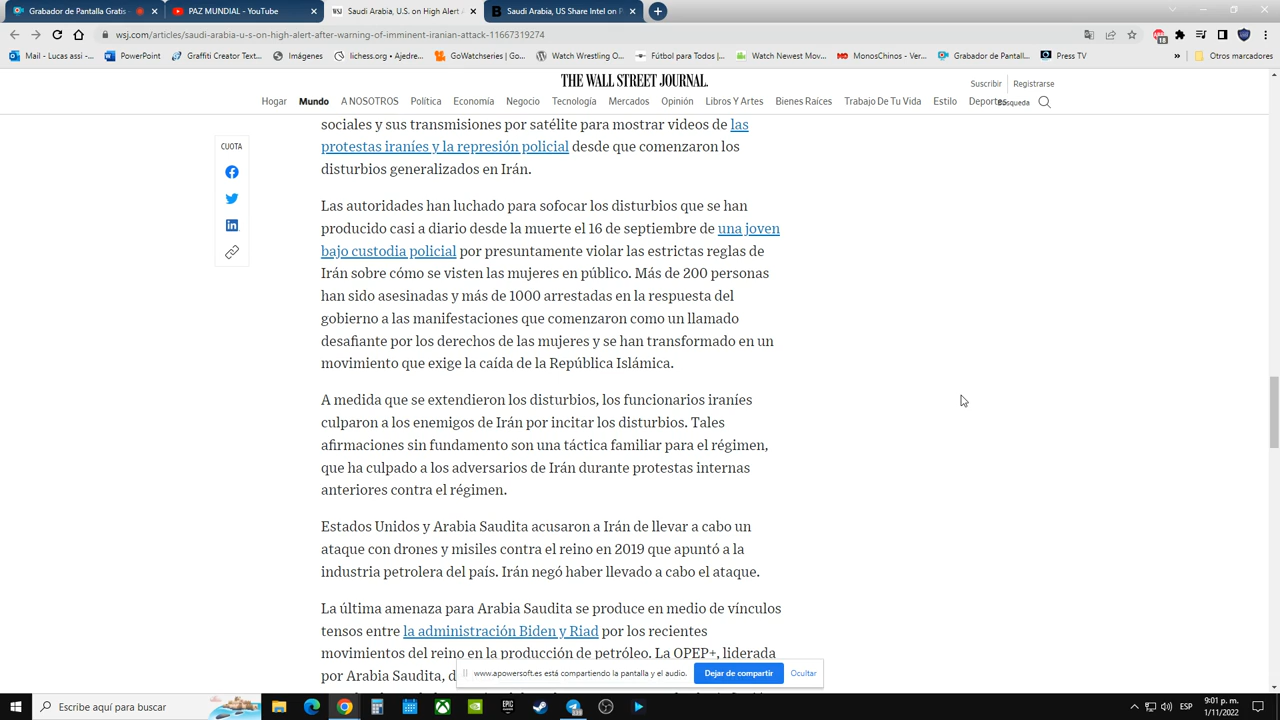 Grabador de Pantalla Gratis -
PAZ MUNDIAL - YouTube
WSJ Saudi Arabia, U.S. on High Alert A
B Saudi Arabia, US Share Intel on P
wsj.com/articles/saudi-arabia-u-s-on-high-alert-after-warning-of-imminent-iranian-attack-11667319274
Mail - Lucas assi -...
PowerPoint
Graffiti Creator Text...
Imágenes
lichess.org • Ajedre...
GoGoWatchseries | Go...
Watch Wrestling O...
Fútbol para Todos |...
Watch Newest Mov...
MonosChinos - Ver...
Grabador de Pantall...
Press TV
»
Otros marcadores
THE WALL STREET JOURNAL.
Suscribir
Registrarse
Hogar Mundo A NOSOTROS Política Economía Negocio Tecnología Mercados Opinión Libros Y Artes Bienes Raíces Trabajo De Tu Vida Estilo Deportes
Búsqueda
CUOTA
sociales y sus transmisiones por satélite para mostrar videos de las
protestas iraníes y la represión policial desde que comenzaron los
disturbios generalizados en Irán.
Las autoridades han luchado para sofocar los disturbios que se han
producido casi a diario desde la muerte el 16 de septiembre de una joven
bajo custodia policial por presuntamente violar las estrictas reglas de
Irán sobre cómo se visten las mujeres en público. Más de 200 personas
han sido asesinadas y más de 1000 arrestadas en la respuesta del
gobierno a las manifestaciones que comenzaron como un llamado
desafiante por los derechos de las mujeres y se han transformado en un
movimiento que exige la caída de la República Islámica.
A medida que se extendieron los disturbios, los funcionarios iraníes
culparon a los enemigos de Irán por incitar los disturbios. Tales
afirmaciones sin fundamento son una táctica familiar para el régimen,
que ha culpado a los adversarios de Irán durante protestas internas
anteriores contra el régimen.
Estados Unidos y Arabia Saudita acusaron a Irán de llevar a cabo un
ataque con drones y misiles contra el reino en 2019 que apuntó a la
industria petrolera del país. Irán negó haber llevado a cabo el ataque.
La última amenaza para Arabia Saudita se produce en medio de vínculos
tensos entre la administración Biden y Riad por los recientes
movimientos del reino en la producción de petróleo. La OPEP+, liderada
por Arabia Saudita, d
www.apowersoft.es está compartiendo la pantalla y el audio.
Dejar de compartir
Ocultar
Escribe aquí para buscar
EPIC
ESP
9:01 p. m.
1/11/2022